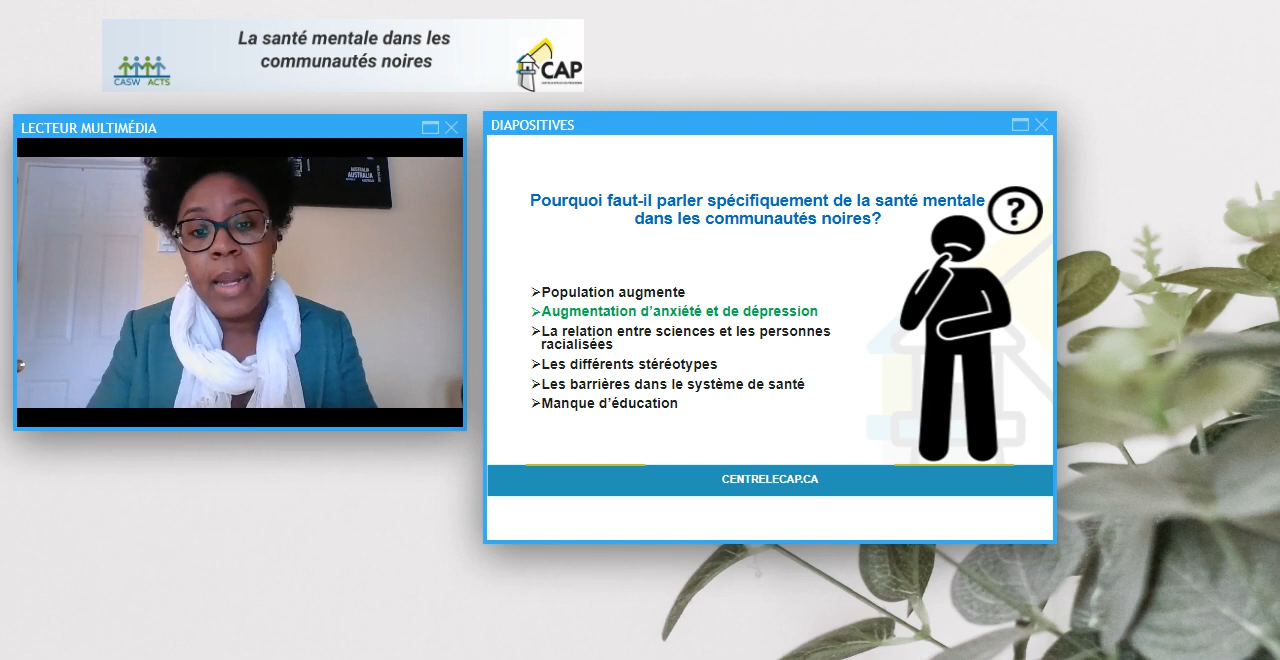 La santé mentale dans les
communautés noires
CASW ACTS
CAP
LECTEUR MULTIMÉDIA
AUSTRALIA
AUSTRALIA
DIAPOSITIVES
Pourquoi faut-il parler spécifiquement de la santé mentale
dans les communautés noires?
?
➢Population augmente
➢Augmentation d’anxiété et de dépression
➢La relation entre sciences et les personnes
racialisées
➢Les différents stéréotypes
➢Les barrières dans le système de santé
➢Manque d’éducation
CENTRELECAP.CA